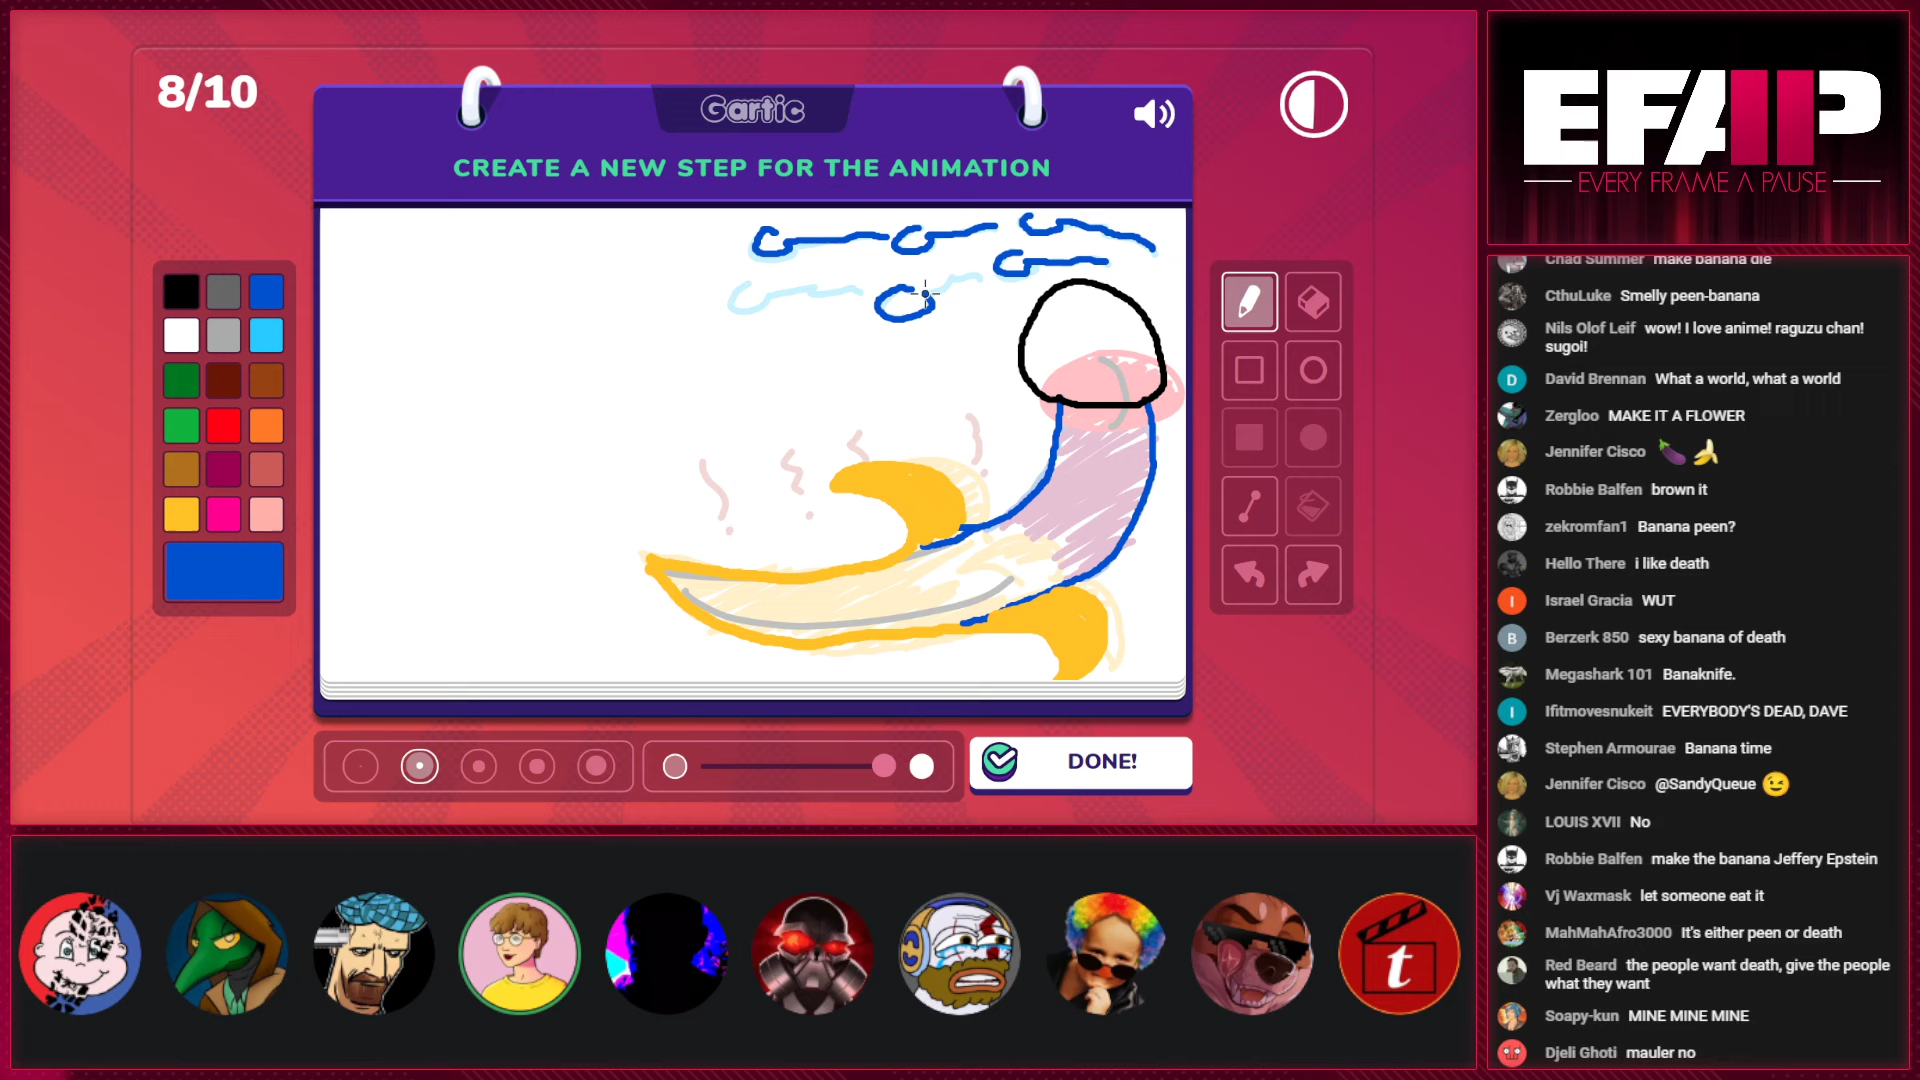 8/10
Gartic
CREATE A NEW STEP FOR THE ANIMATION
DONE!
EFAP
EVERY FRAME A PAUSE
Chad Summer make banana die
CthuLuke Smelly peen-banana
Nils Olof Leif wow! I love anime! raguzu chan!
sugoi!
D
David Brennan What a world, what a world
Zergloo MAKE IT A FLOWER
Jennifer Cisco 🍆🍌
Robbie Balfen brown it
zekromfan1 Banana peen?
Hello There i like death
I
Israel Gracia WUT
B
Berzerk 850 sexy banana of death
Megashark 101 Banaknife.
I
Ifitmovesnukeit EVERYBODY'S DEAD, DAVE
Stephen Armourae Banana time
Jennifer Cisco @SandyQueue 😉
LOUIS XVII No
Robbie Balfen make the banana Jeffery Epstein
Vj Waxmask let someone eat it
MahMahAfro3000 It's either peen or death
Red Beard the people want death, give the people
what they want
Soapy-kun MINE MINE MINE
Djeli Ghoti mauler no
t